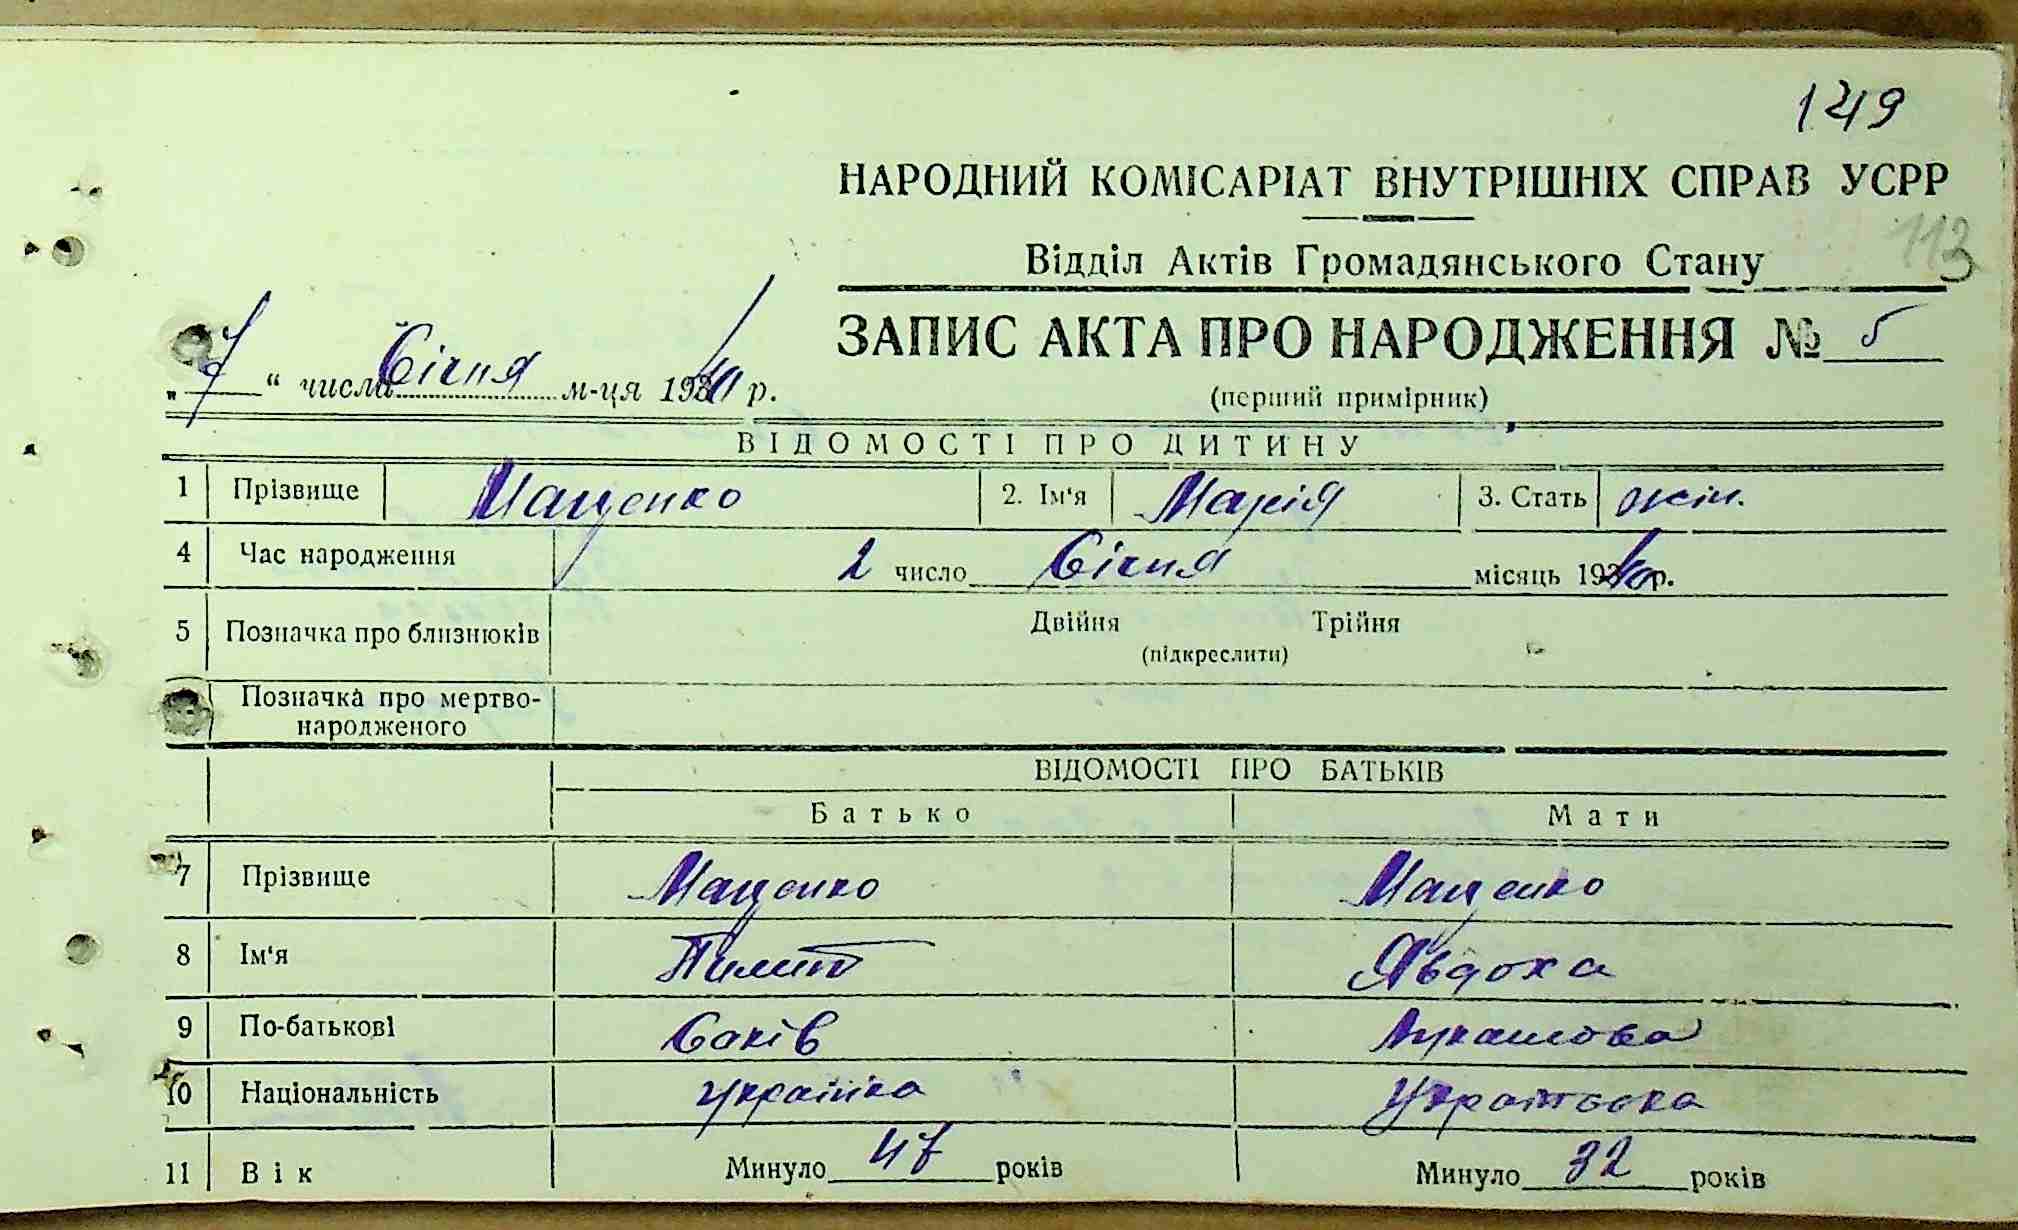 149
НАРОДНИЙ КОМІСАРІАТ ВНУТРІШНІХ СПРАВ УСРР
113
Відділ Актів Громадянського Стану
ЗАПИС АКТА ПРО НАРОДЖЕННЯ № 5
„7“ числа Січня м-ця 1940 р.
(перший примірник)
ВІДОМОСТІ ПРО ДИТИНУ
1 Прізвище Маценко 2. Ім'я Марія 3. Стать жін.
4 Час народження 2 число Січня місяць 1940 р.
5 Позначка про близнюків Двійня Трійня
(підкреслити)
Позначка про мертво-
народженого
ВІДОМОСТІ ПРО БАТЬКІВ
Батько Мати
7 Прізвище Маценко Маценко
8 Ім'я Пилип Явдоха
9 По-батькові
10 Національність українка Українська
11 Вік Минуло 47 років Минуло 32 років